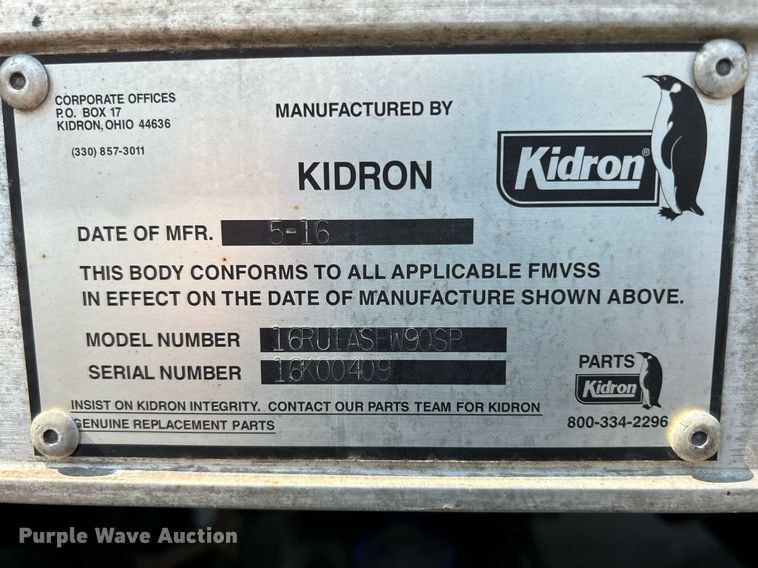 CORPORATE OFFICES
P.O. BOX 17
KIDRON, OHIO 44636
(330) 857-3011
MANUFACTURED BY
KIDRON
Kidron®
DATE OF MFR. 5-16
THIS BODY CONFORMS TO ALL APPLICABLE FMVSS
IN EFFECT ON THE DATE OF MANUFACTURE SHOWN ABOVE.
MODEL NUMBER
SERIAL NUMBER 16K00409
PARTS
Kidron
800-334-2296
INSIST ON KIDRON INTEGRITY. CONTACT OUR PARTS TEAM FOR KIDRON
GENUINE REPLACEMENT PARTS
Purple Wave Auction